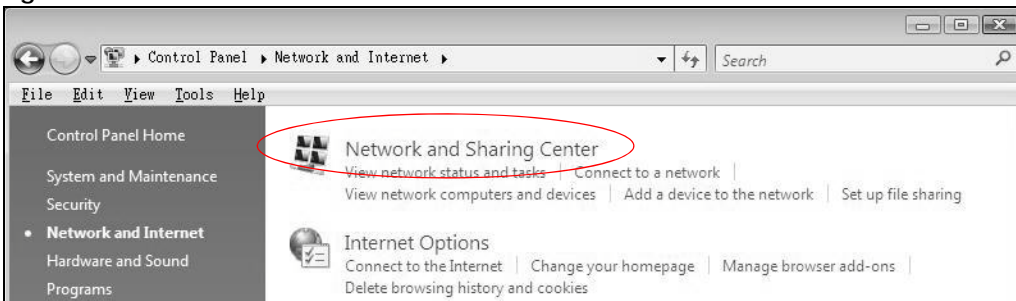 Control Panel ▸ Network and Internet ▸ Search
File Edit View Tools Help
Control Panel Home
System and Maintenance
Security
• Network and Internet
Hardware and Sound
Programs
Network and Sharing Center
View network status and tasks | Connect to a network |
View network computers and devices | Add a device to the network | Set up file sharing
Internet Options
Connect to the Internet | Change your homepage | Manage browser add-ons |
Delete browsing history and cookies